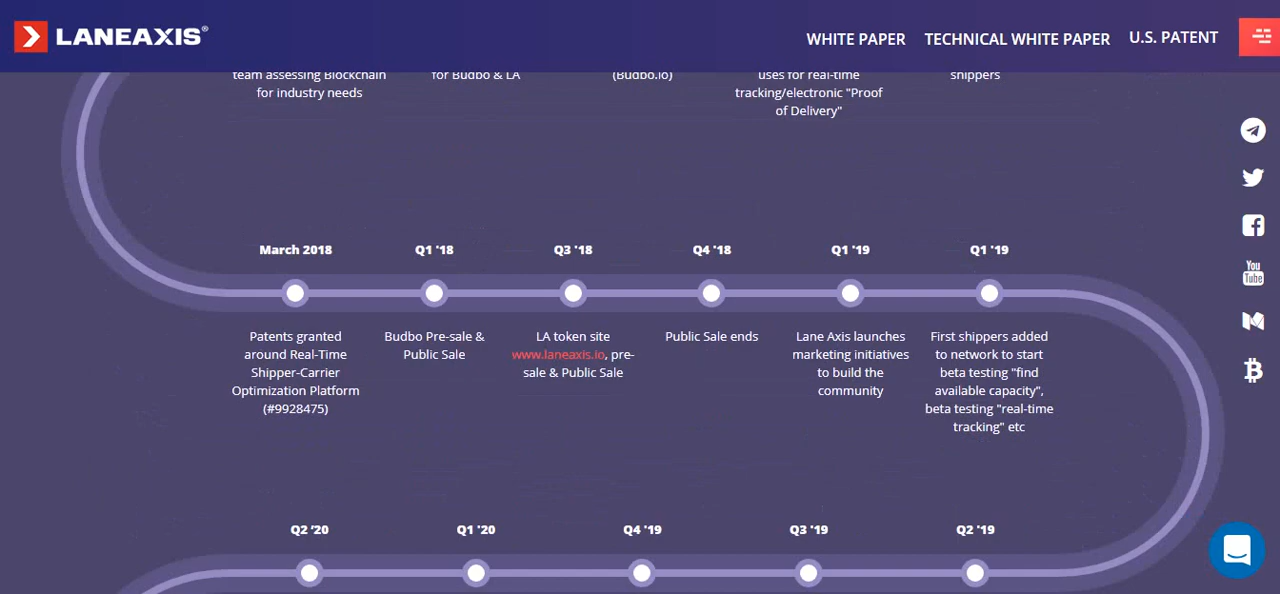 LANEAXIS®
WHITE PAPER
TECHNICAL WHITE PAPER
U.S. PATENT
team assessing Blockchain
for industry needs
for Budbo & LA
(Budbo.io)
uses for real-time
tracking/electronic "Proof
of Delivery"
shippers
March 2018
Patents granted
around Real-Time
Shipper-Carrier
Optimization Platform
(#9928475)
Q1 '18
Budbo Pre-sale &
Public Sale
Q3 '18
LA token site
www.laneaxis.io, pre-
sale & Public Sale
Q4 '18
Public Sale ends
Q1 '19
Lane Axis launches
marketing initiatives
to build the
community
Q1 '19
First shippers added
to network to start
beta testing "find
available capacity",
beta testing "real-time
tracking" etc
Q2 '20
Q1 '20
Q4 '19
Q3 '19
Q2 '19
You
Tube